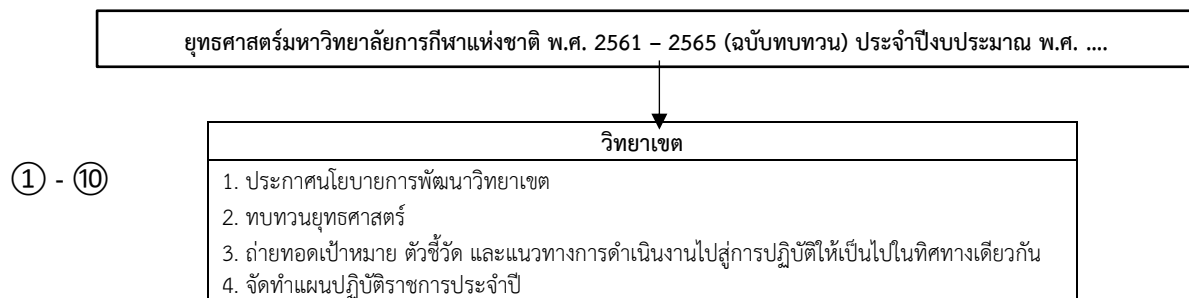 ยุทธศาสตร์มหาวิทยาลัยการกีฬาแห่งชาติ พ.ศ. 2561 – 2565 (ฉบับทบทวน) ประจำปีงบประมาณ พ.ศ. ....
วิทยาเขต
① - ⑩
1. ประกาศนโยบายการพัฒนาวิทยาเขต
2. ทบทวนยุทธศาสตร์
3. ถ่ายทอดเป้าหมาย ตัวชี้วัด และแนวทางการดำเนินงานไปสู่การปฏิบัติให้เป็นไปในทิศทางเดียวกัน
4. จัดทำแผนปฏิบัติราชการประจำปี